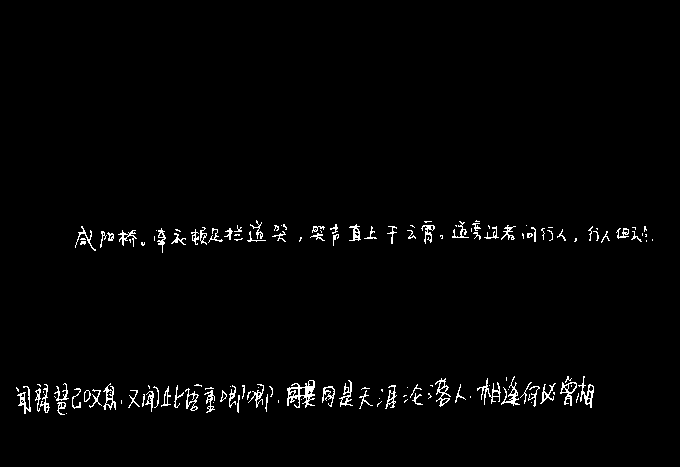 咸阳桥。牵衣顿足拦道哭，哭声直上干云霄。道旁过者问行人，行人但
闻琵琶已叹息，又闻此语重唧唧，同是同是天涯沦落人，相逢何必曾相